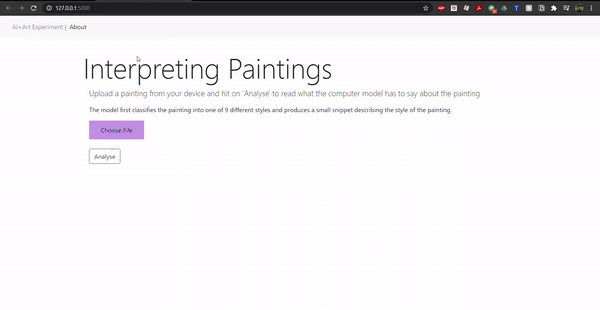 127.0.0.1:5000
AI+Art Experiment | About
Interpreting Paintings
Upload a painting from your device and hit on 'Analyse' to read what the computer model has to say about the painting
The model first classifies the painting into one of 9 different styles and produces a small snippet describing the style of the painting.
Choose File
Analyse